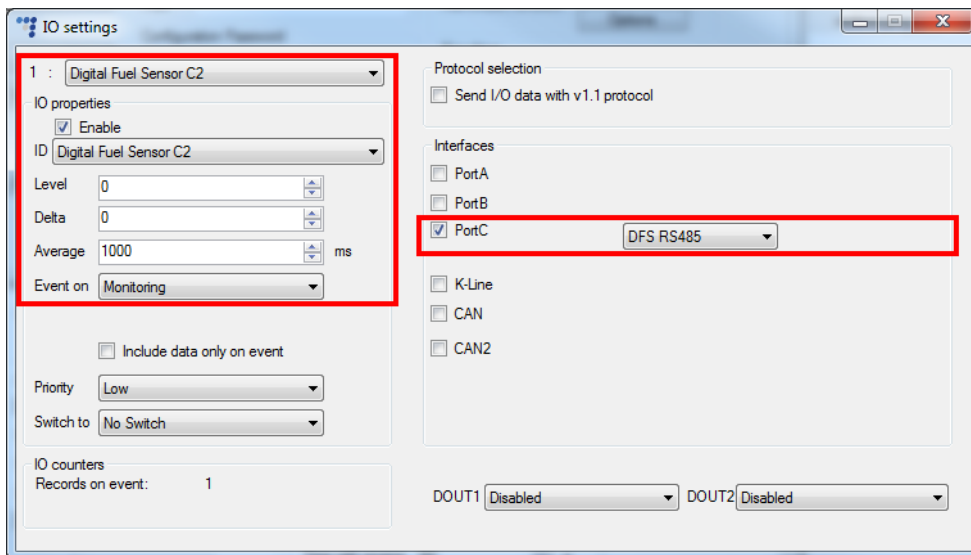 IO settings
1 : Digital Fuel Sensor C2
IO properties
Enable
ID Digital Fuel Sensor C2
Level 0
Delta 0
Average 1000 ms
Event on Monitoring
Include data only on event
Priority Low
Switch to No Switch
IO counters
Records on event: 1
Protocol selection
Send I/O data with v1.1 protocol
Interfaces
PortA
PortB
PortC DFS RS485
K-Line
CAN
CAN2
DOUT1 Disabled DOUT2 Disabled